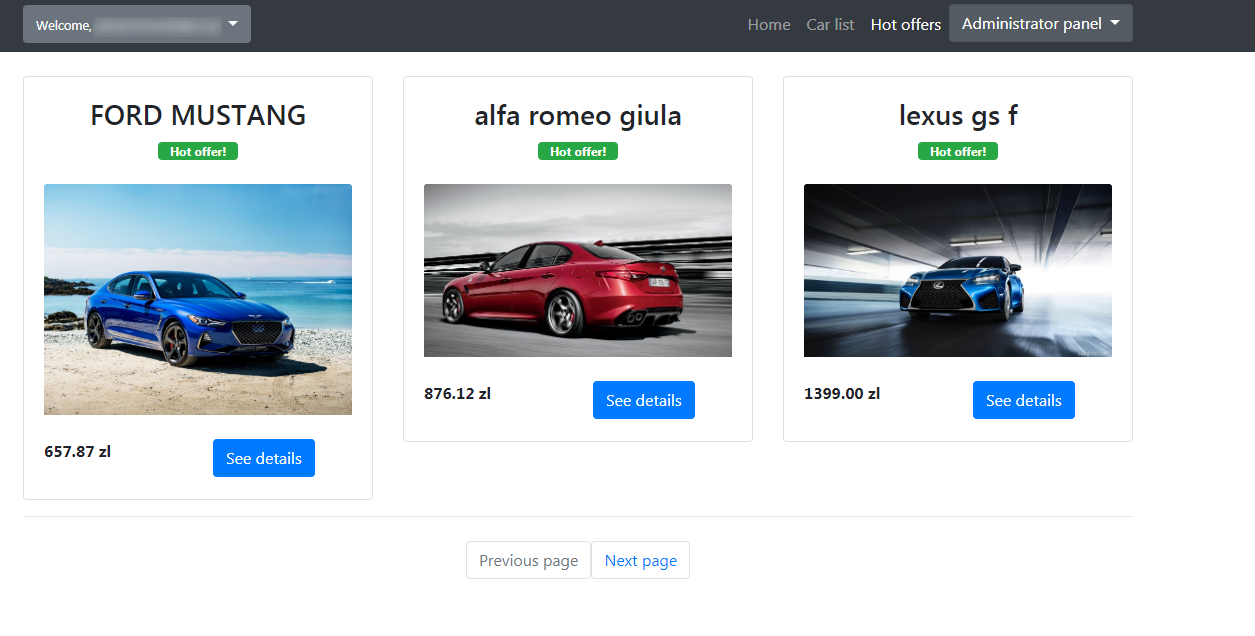 Welcome,
Home Car list Hot offers Administrator panel
FORD MUSTANG
Hot offer!
657.87 zl
See details
alfa romeo giula
Hot offer!
876.12 zl
See details
lexus gs f
Hot offer!
1399.00 zl
See details
Previous page Next page